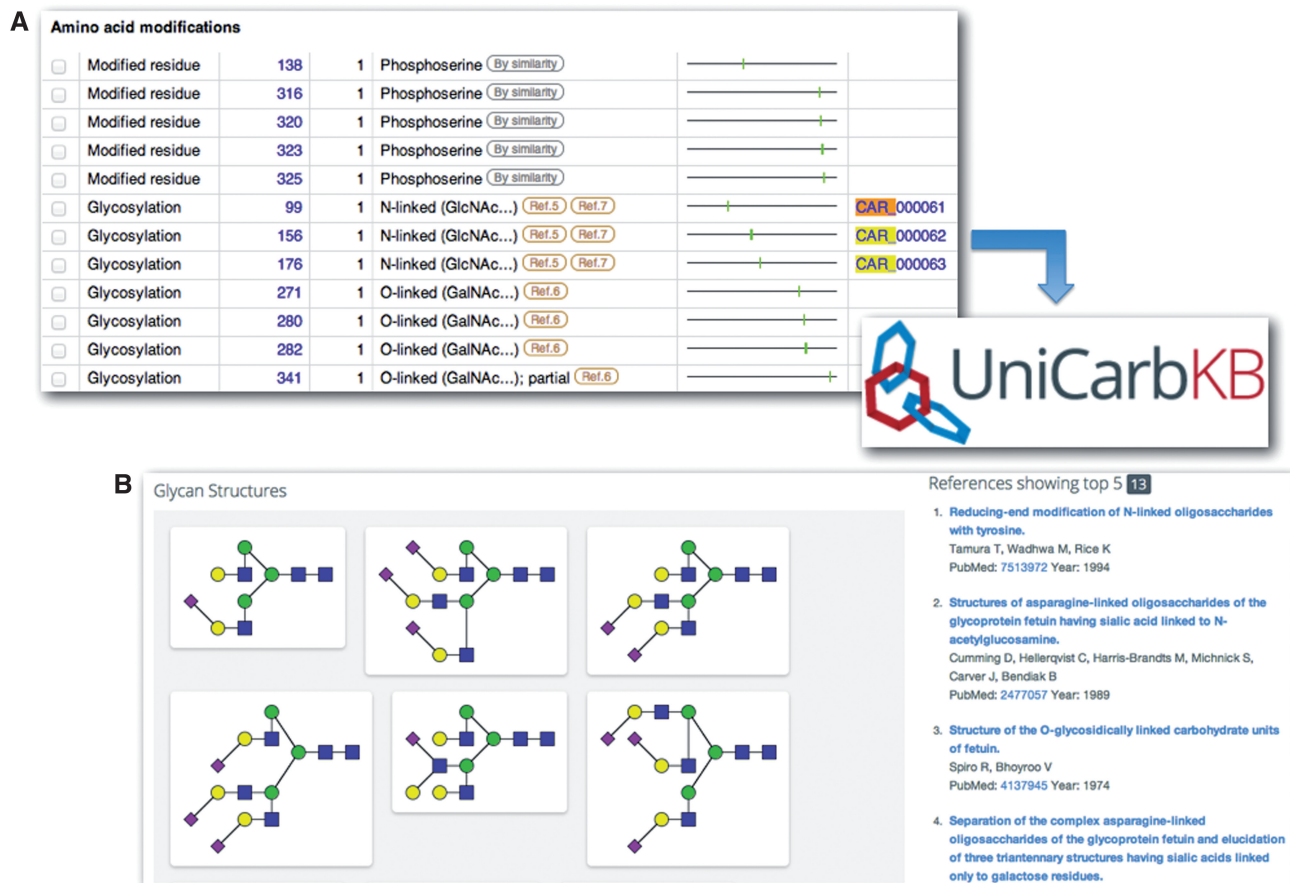 A
Amino acid modifications
Modified residue 138 1 Phosphoserine By similarity
Modified residue 316 1 Phosphoserine By similarity
Modified residue 320 1 Phosphoserine By similarity
Modified residue 323 1 Phosphoserine By similarity
Modified residue 325 1 Phosphoserine By similarity
Glycosylation 99 1 N-linked (GlcNAc...) Ref.5 Ref.7 CAR_000061
Glycosylation 156 1 N-linked (GlcNAc...) Ref.5 Ref.7 CAR_000062
Glycosylation 176 1 N-linked (GlcNAc...) Ref.5 Ref.7 CAR_000063
Glycosylation 271 1 O-linked (GalNAc...) Ref.6
Glycosylation 280 1 O-linked (GalNAc...) Ref.6
Glycosylation 282 1 O-linked (GalNAc...) Ref.6
Glycosylation 341 1 O-linked (GalNAc...); partial Ref.6
UniCarbKB
B
Glycan Structures
References showing top 5 13
1. Reducing-end modification of N-linked oligosaccharides
with tyrosine.
Tamura T, Wadhwa M, Rice K
PubMed: 7513972 Year: 1994
2. Structures of asparagine-linked oligosaccharides of the
glycoprotein fetuin having sialic acid linked to N-
acetylglucosamine.
Cumming D, Hellerqvist C, Harris-Brandts M, Michnick S,
Carver J, Bendiak B
PubMed: 2477057 Year: 1989
3. Structure of the O-glycosidically linked carbohydrate units
of fetuin.
Spiro R, Bhoyroo V
PubMed: 4137945 Year: 1974
4. Separation of the complex asparagine-linked
oligosaccharides of the glycoprotein fetuin and elucidation
of three triantennary structures having sialic acids linked
only to galactose residues.